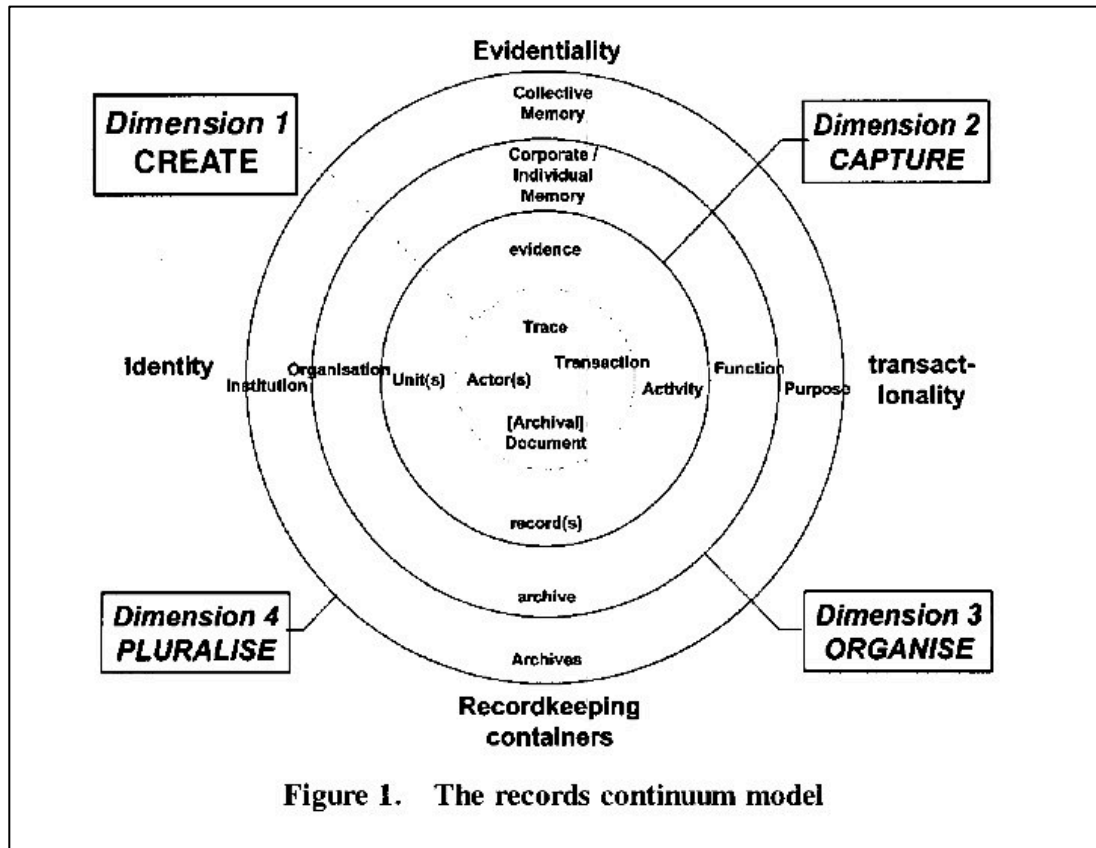 Evidentiality
Collective
Memory
Dimension 1
CREATE
Dimension 2
CAPTURE
Corporate /
Individual
Memory
evidence
Trace
Identity
Institution
Organisation
Unit(s)
Actor(s)
Transaction
Activity
Function
Purpose
transact-
ionality
[Archival]
Document
record(s)
archive
Dimension 4
PLURALISE
Dimension 3
ORGANISE
Archives
Recordkeeping
containers
Figure 1. The records continuum model